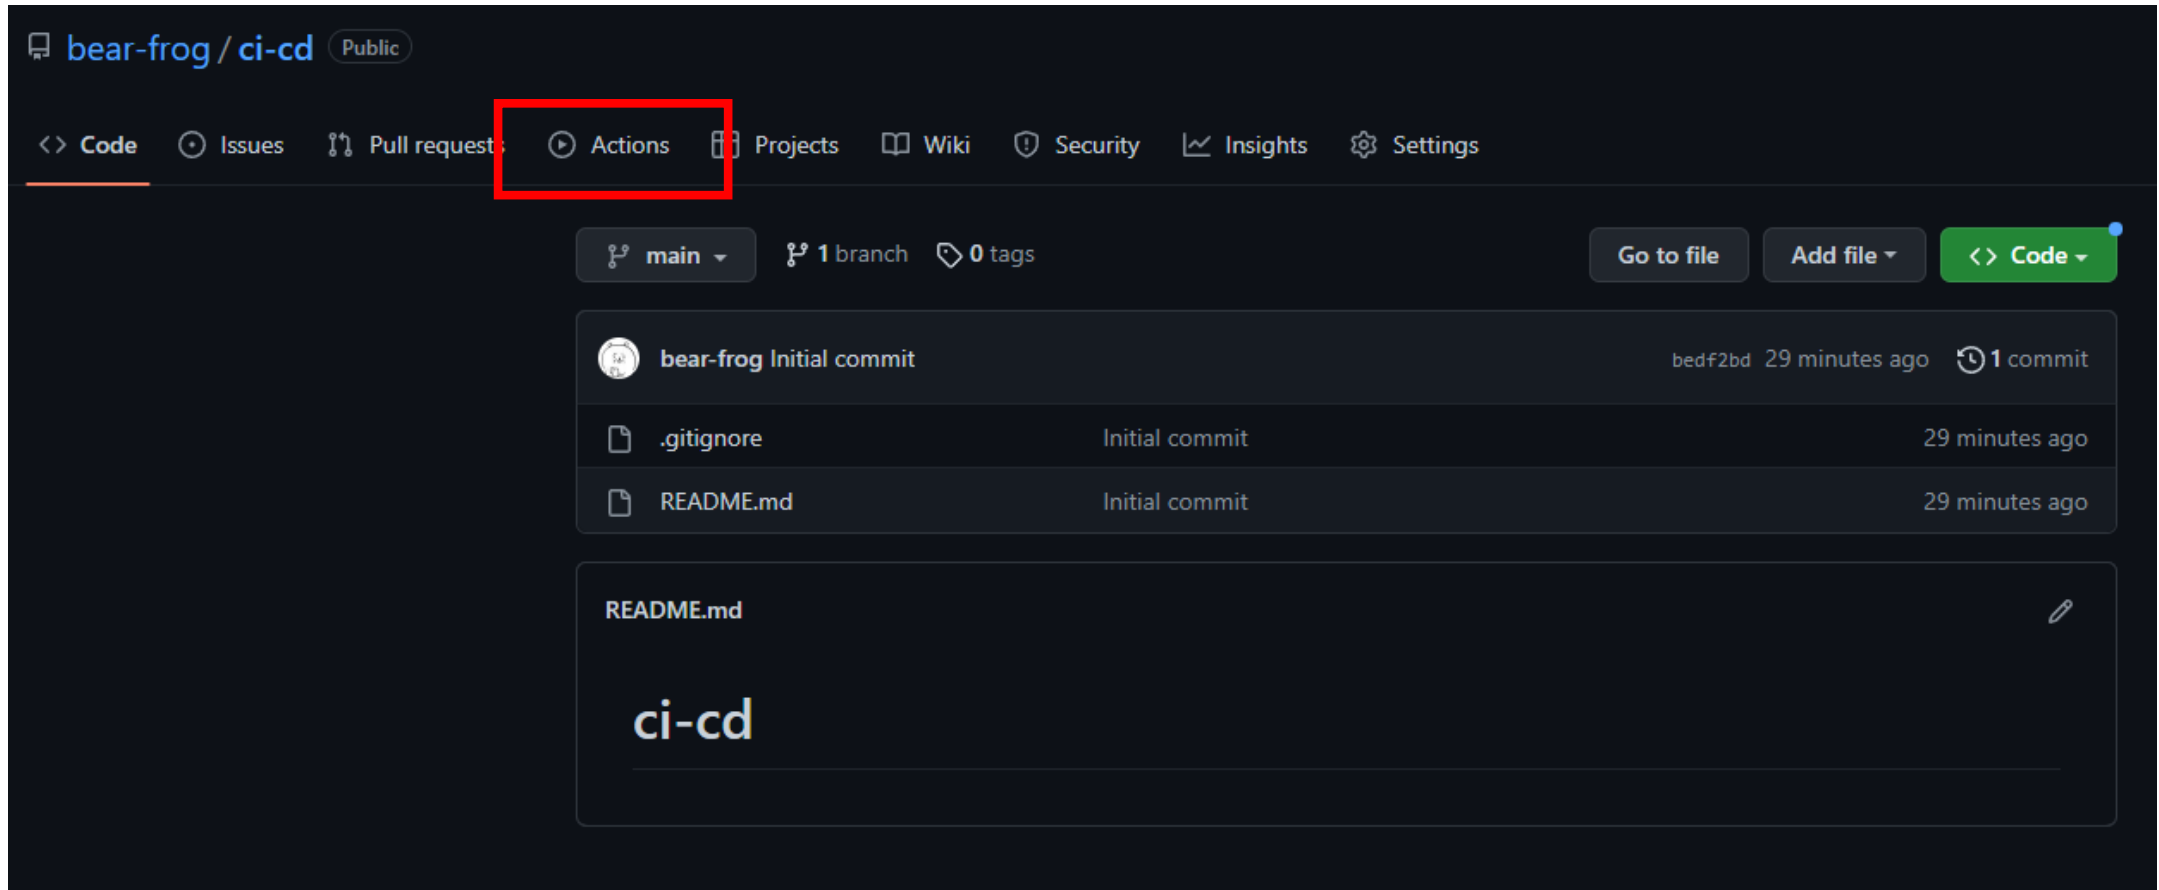 bear-frog / ci-cd Public
Code Issues Pull requests Actions Projects Wiki Security Insights Settings
main 1 branch 0 tags Go to file Add file Code
bear-frog Initial commit bedf2bd 29 minutes ago 1 commit
.gitignore Initial commit 29 minutes ago
README.md Initial commit 29 minutes ago
README.md
ci-cd